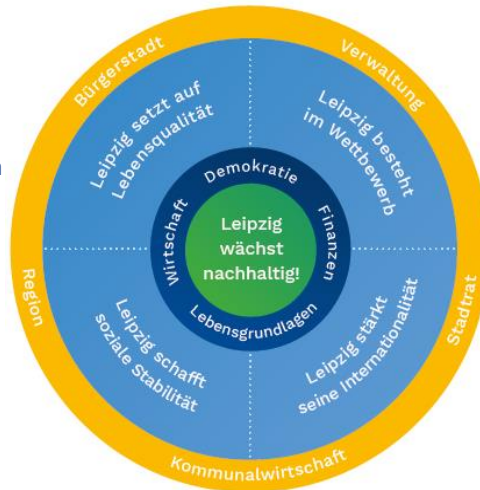 Bürgerstadt
Verwaltung
Leipzig setzt auf
Lebensqualität
Leipzig besteht
im Wettbewerb
Demokratie
Wirtschaft
Finanzen
Leipzig
wächst
nachhaltig!
Lebensgrundlagen
Region
Stadtrat
Leipzig schafft
soziale Stabilität
Leipzig stärkt
seine Internationalität
Kommunalwirtschaft